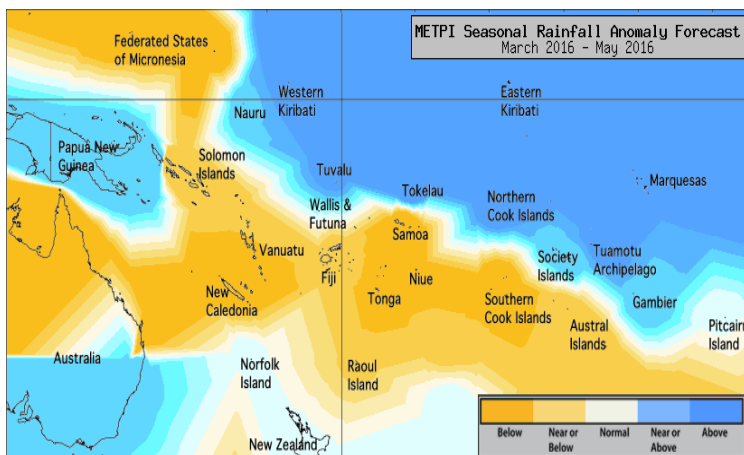 METPI Seasonal Rainfall Anomaly Forecast
March 2016 - May 2016
Federated States
of Micronesia
Western
Kiribati
Eastern
Kiribati
Nauru
Papua New
Guinea
Solomon
Islands
Tuvalu
Tokelau
Marquesas
Wallis &
Futuna
Northern
Cook Islands
Samoa
Vanuatu
Fiji
Society
Islands
Tuamotu
Archipelago
Niue
New
Caledonia
Tonga
Southern
Cook Islands
Gambier
Austral
Islands
Pitcairn
Island
Australia
Norfolk
Island
Raoul
Island
New Zealand
Below
Near or
Below
Normal
Near or
Above
Above